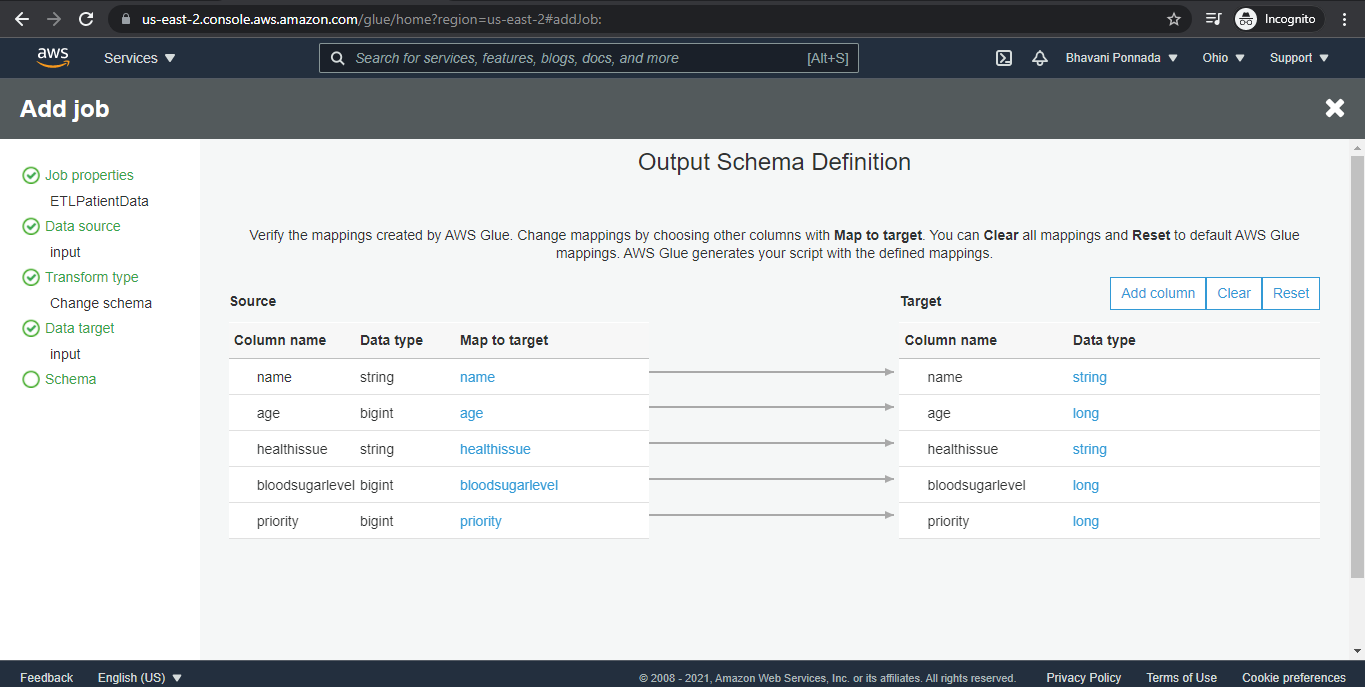 us-east-2.console.aws.amazon.com/glue/home?region=us-east-2#addJob:
Incognito
aws
Services
Search for services, features, blogs, docs, and more
[Alt+S]
Bhavani Ponnada
Ohio
Support
Add job
Job properties
ETLPatientData
Data source
input
Transform type
Change schema
Data target
input
Schema
Output Schema Definition
Verify the mappings created by AWS Glue. Change mappings by choosing other columns with Map to target. You can Clear all mappings and Reset to default AWS Glue
mappings. AWS Glue generates your script with the defined mappings.
Add column Clear Reset
Source
Target
Column name Data type Map to target
Column name Data type
name string name
name string
age bigint age
age long
healthissue string healthissue
healthissue string
bloodsugarlevel bigint bloodsugarlevel
bloodsugarlevel long
priority bigint priority
priority long
Feedback
English (US)
© 2008 - 2021, Amazon Web Services, Inc. or its affiliates. All rights reserved.
Privacy Policy
Terms of Use
Cookie preferences